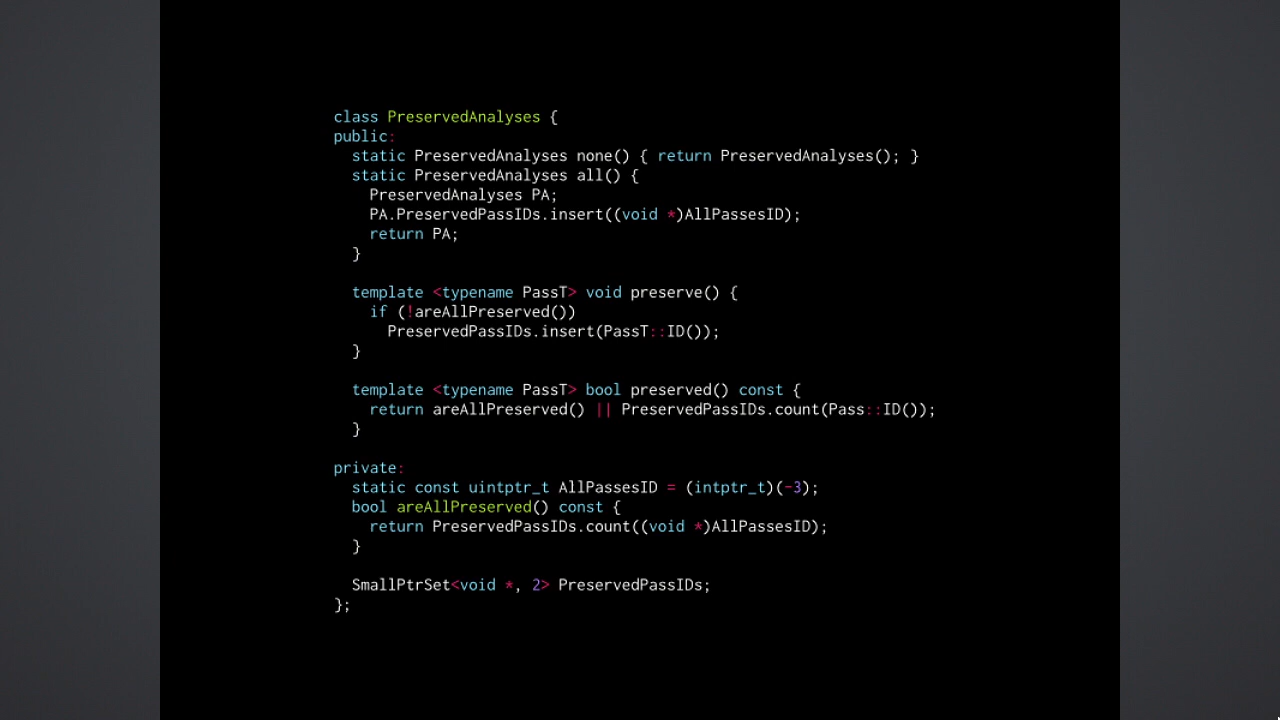 class PreservedAnalyses {
public:
  static PreservedAnalyses none() { return PreservedAnalyses(); }
  static PreservedAnalyses all() {
    PreservedAnalyses PA;
    PA.PreservedPassIDs.insert((void *)AllPassesID);
    return PA;
  }

  template <typename PassT> void preserve() {
    if (!areAllPreserved())
      PreservedPassIDs.insert(PassT::ID());
  }

  template <typename PassT> bool preserved() const {
    return areAllPreserved() || PreservedPassIDs.count(Pass::ID());
  }

private:
  static const uintptr_t AllPassesID = (intptr_t)(-3);
  bool areAllPreserved() const {
    return PreservedPassIDs.count((void *)AllPassesID);
  }

  SmallPtrSet<void *, 2> PreservedPassIDs;
};